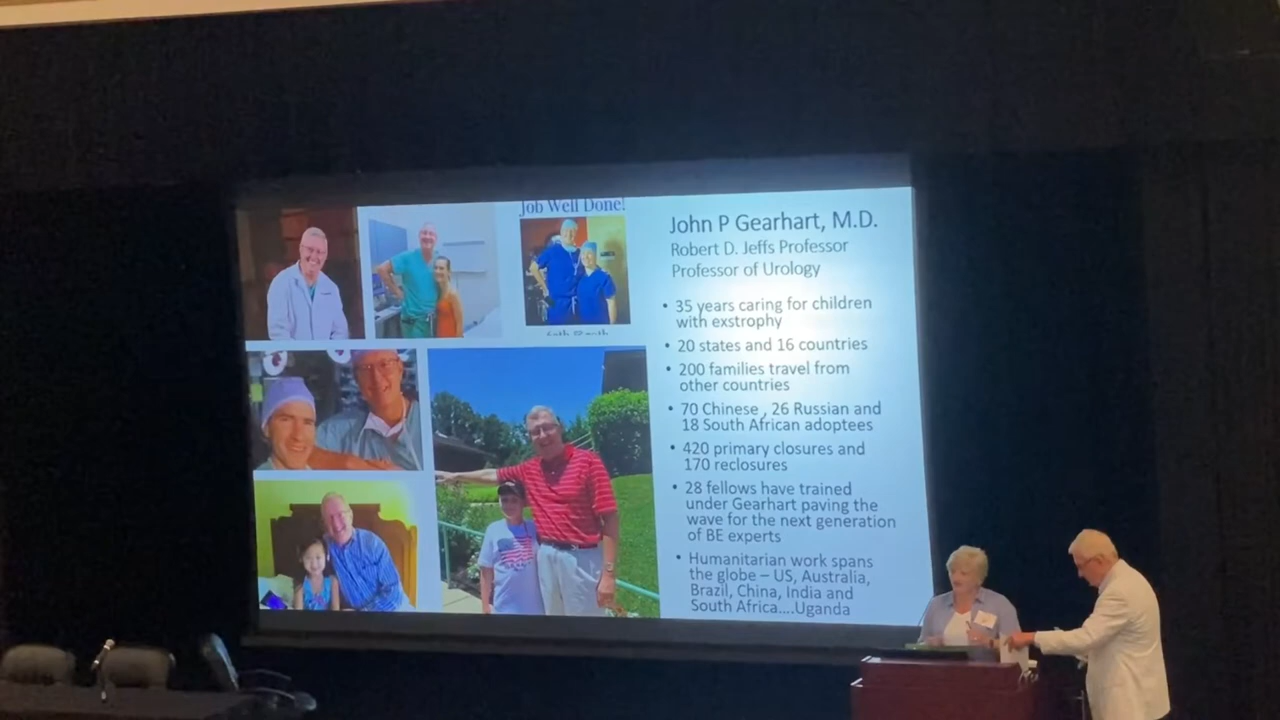 Job Well Done!
John P Gearhart, M.D.
Robert D. Jeffs Professor
Professor of Urology
• 35 years caring for children
with exstrophy
• 20 states and 16 countries
• 200 families travel from
other countries
• 70 Chinese , 26 Russian and
18 South African adoptees
• 420 primary closures and
170 reclosures
• 28 fellows have trained
under Gearhart paving the
wave for the next generation
of BE experts
• Humanitarian work spans
the globe – US, Australia,
Brazil, China, India and
South Africa....Uganda